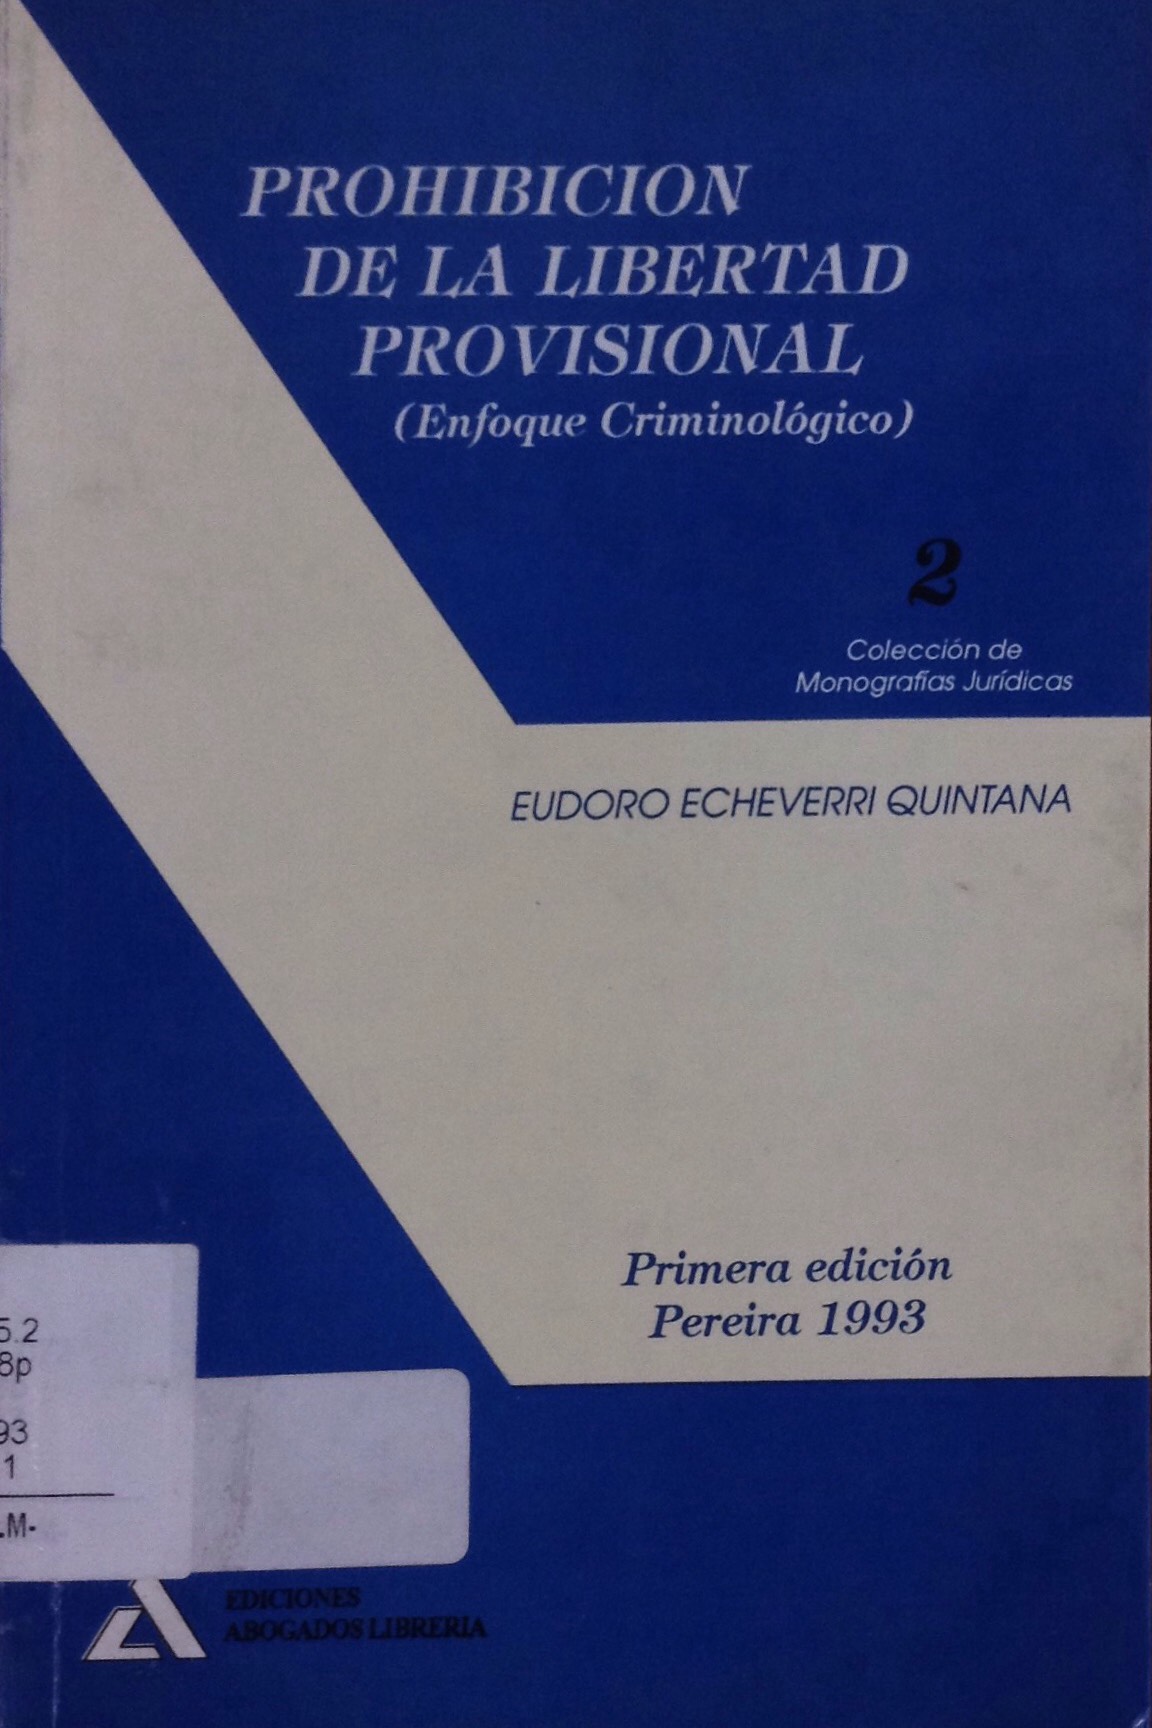 PROHIBICION
DE LA LIBERTAD
PROVISIONAL
(Enfoque Criminológico)
2
Colección de
Monografías Jurídicas
EUDORO ECHEVERRI QUINTANA
Primera edición
Pereira 1993
5.2
8p
93
1
.M-
EDICIONES
ABOGADOS LIBRERIA